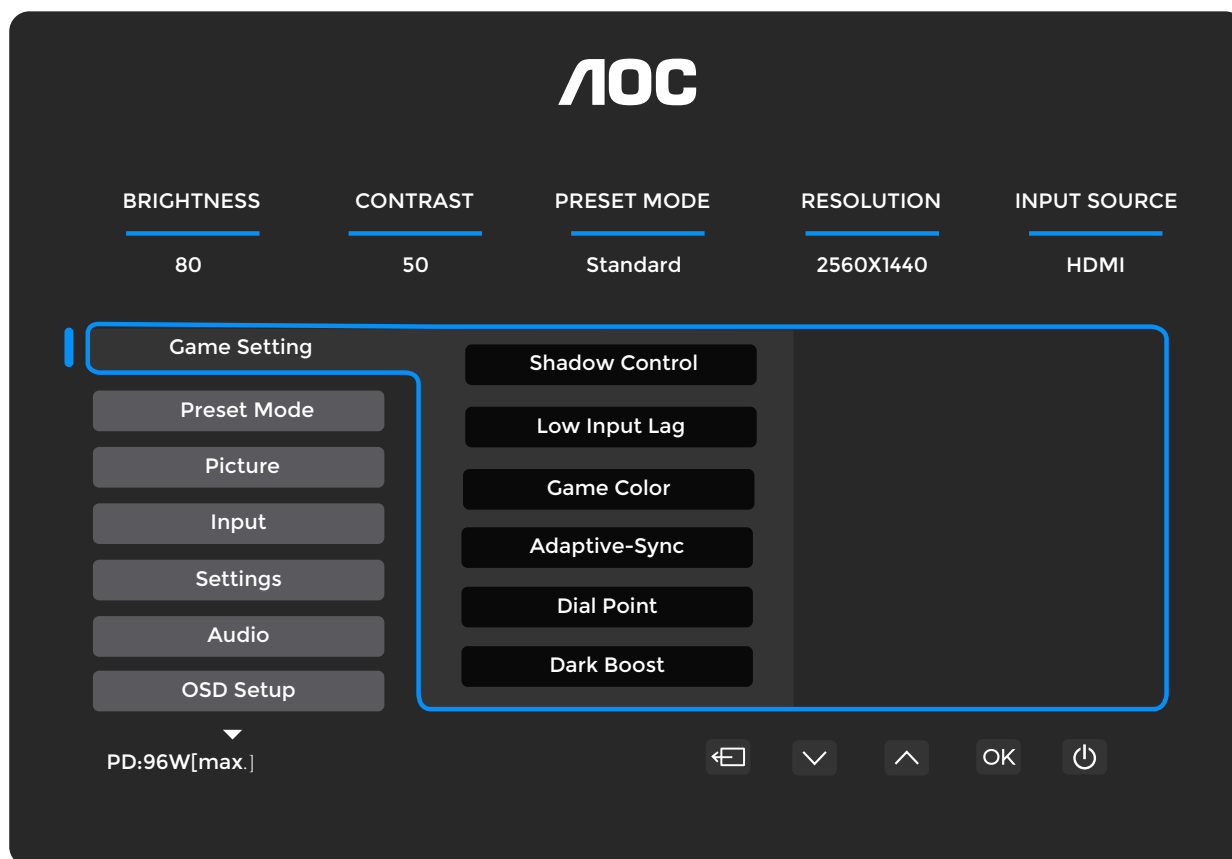 AOC
BRIGHTNESS CONTRAST PRESET MODE RESOLUTION INPUT SOURCE
80 50 Standard 2560X1440 HDMI
Game Setting
Preset Mode
Picture
Input
Settings
Audio
OSD Setup
Shadow Control
Low Input Lag
Game Color
Adaptive-Sync
Dial Point
Dark Boost
PD:96W[max.]
OK